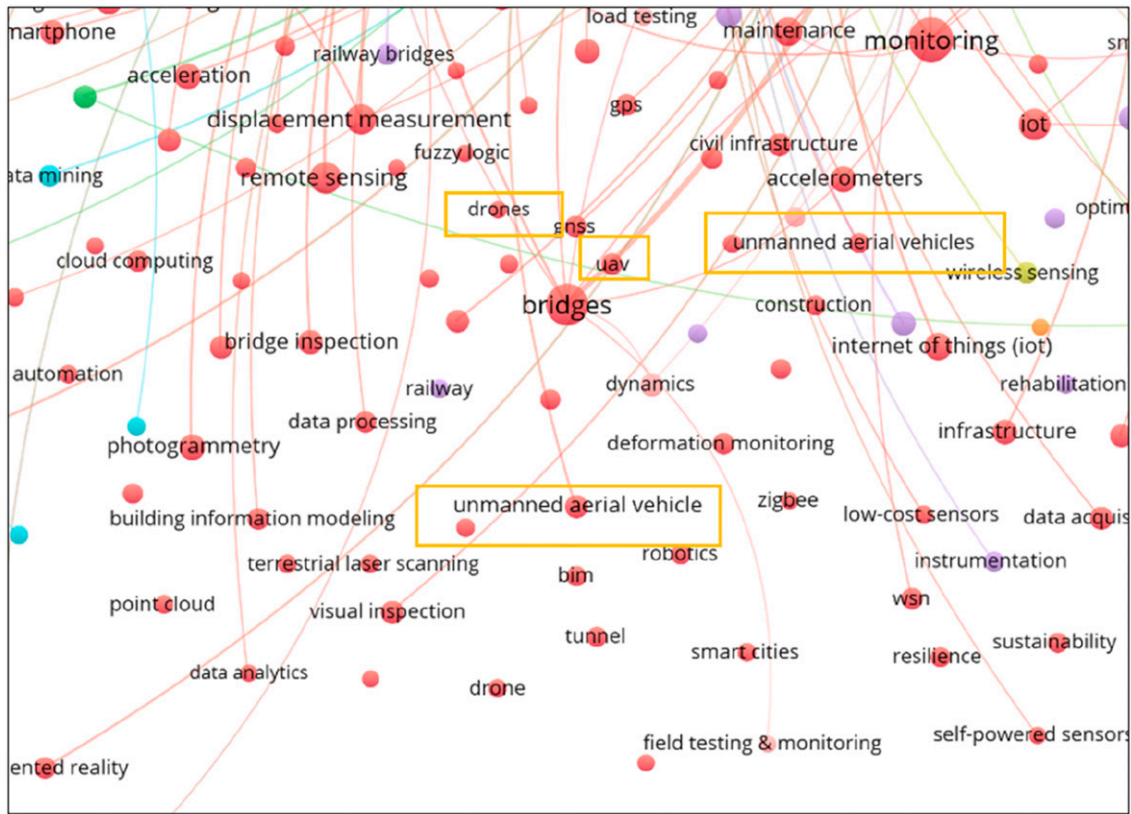 load testing
martphone
maintenance
monitoring
sm
railway bridges
acceleration
gps
displacement measurement
iot
civil infrastructure
fuzzy logic
ata mining
remote sensing
accelerometers
drones
optim
gnss
unmanned aerial vehicles
cloud computing
uav
wireless sensing
bridges
construction
bridge inspection
internet of things (iot)
automation
railway
dynamics
rehabilitation
data processing
infrastructure
photogrammetry
deformation monitoring
unmanned aerial vehicle
zigbee
building information modeling
low-cost sensors
data acquis
robotics
terrestrial laser scanning
instrumentation
bim
point cloud
visual inspection
wsn
tunnel
smart cities
resilience
sustainability
data analytics
drone
field testing & monitoring
self-powered sensors
ented reality